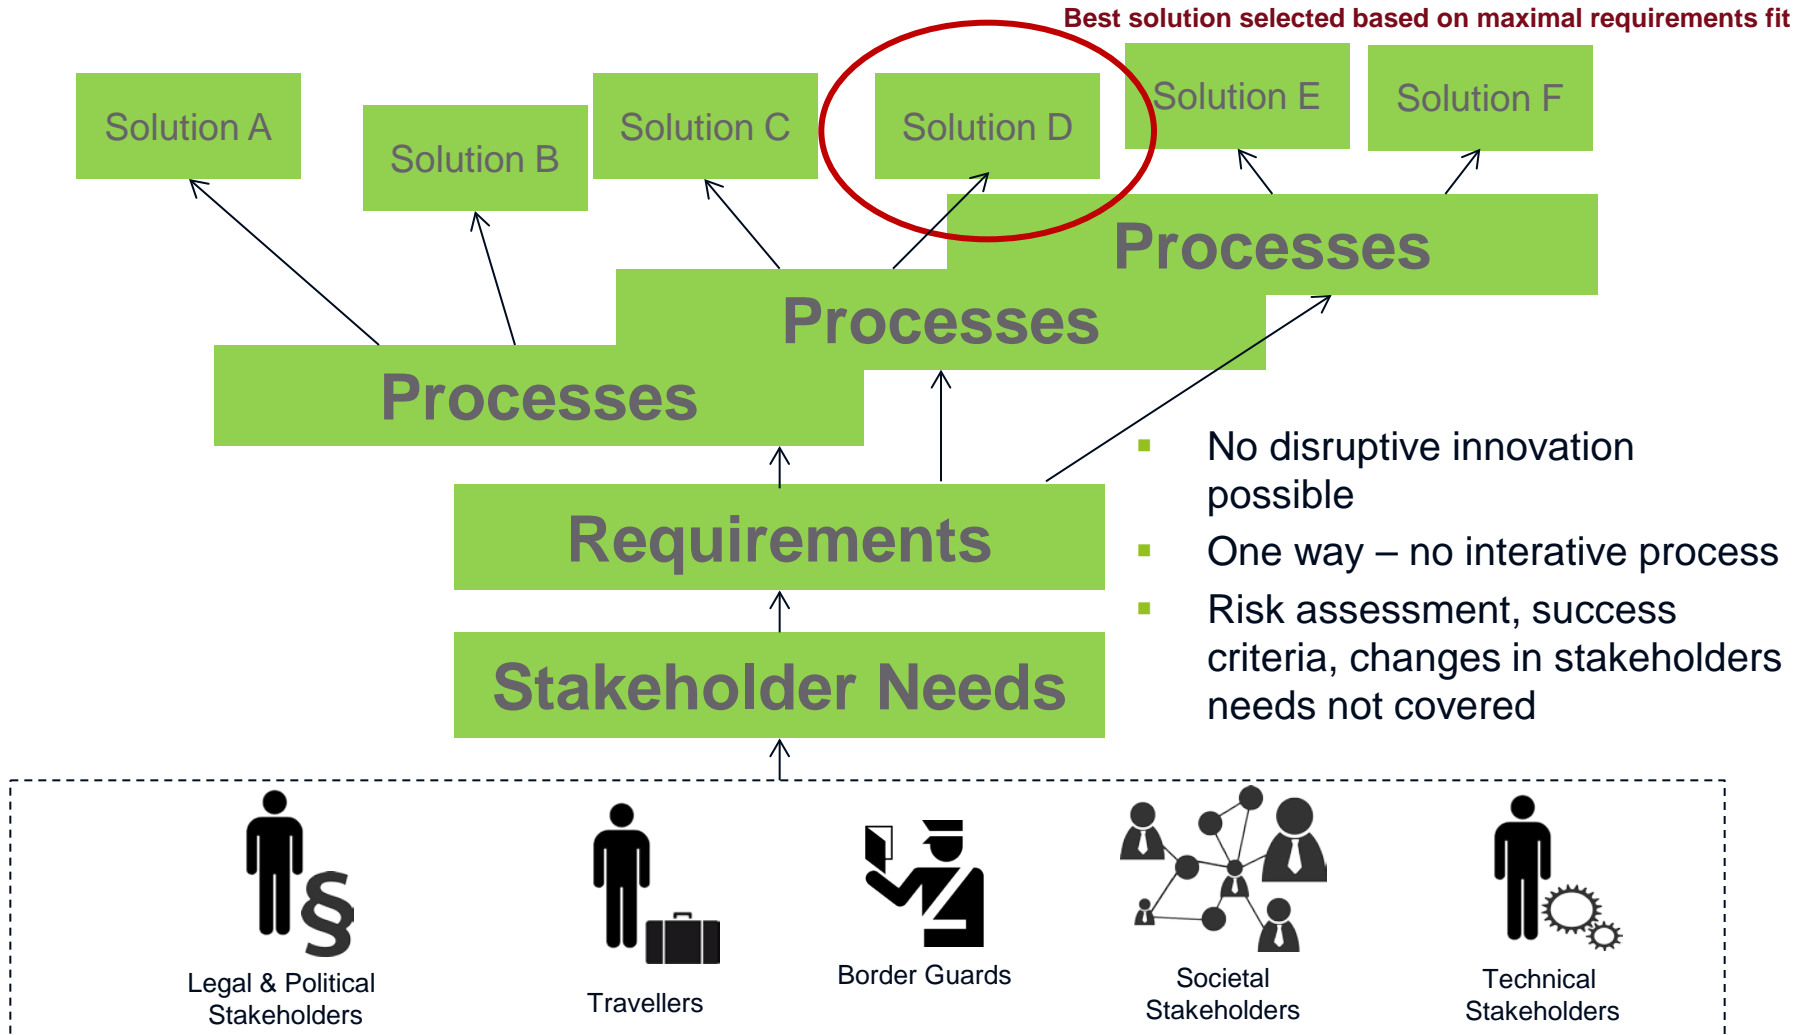 Best solution selected based on maximal requirements fit
Solution A
Solution B
Solution C
Solution D
Solution E
Solution F
Processes
Processes
Processes
Requirements
Stakeholder Needs
No disruptive innovation
possible
One way – no interative process
Risk assessment, success
criteria, changes in stakeholders
needs not covered
§
Legal & Political
Stakeholders
Travellers
Border Guards
Societal
Stakeholders
Technical
Stakeholders